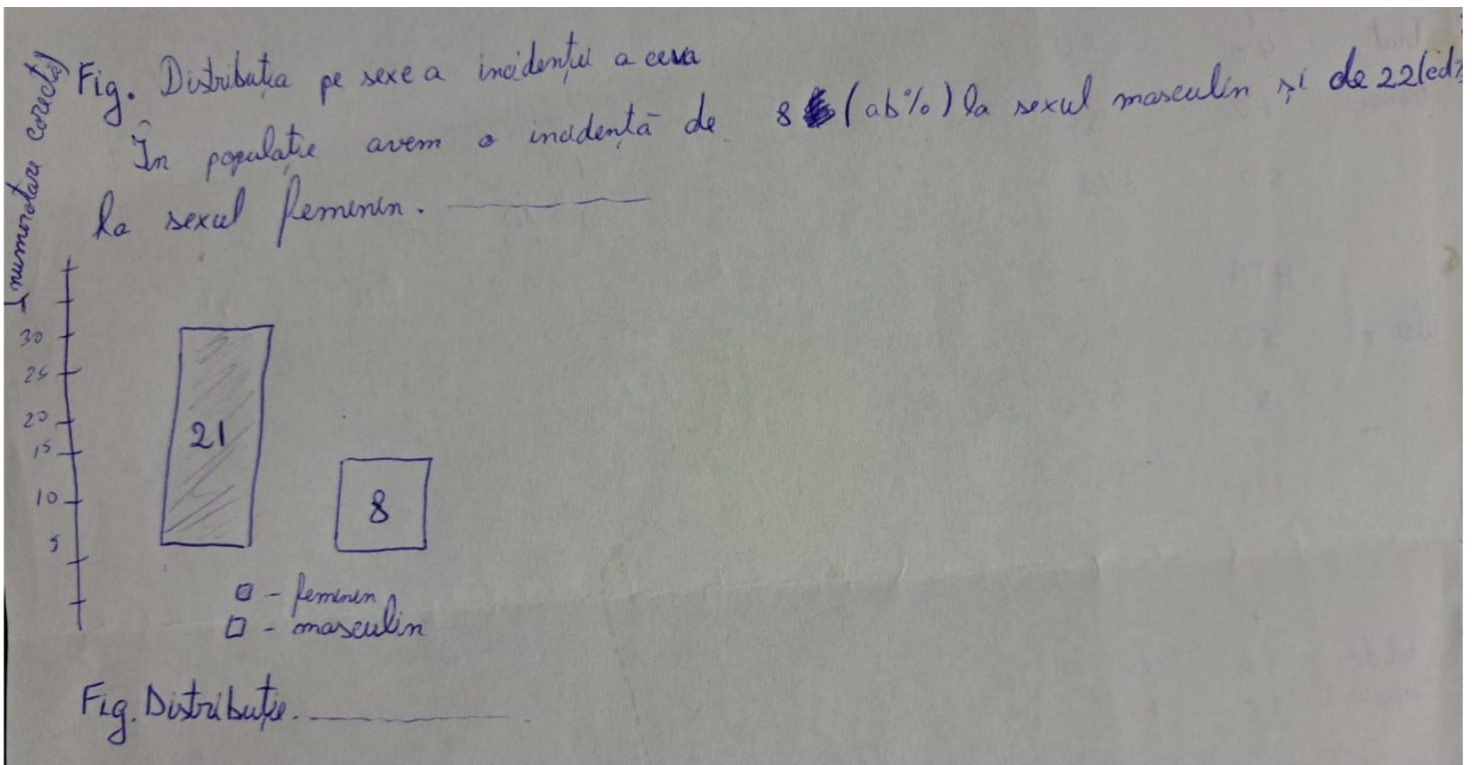 numerotare corectă
Fig. Distribuția pe sexe a incidenței a ceva
În populație avem o incidență de 8 (ab%) la sexul masculin și de 22(cd%
la sexul feminin.
30
25
20
15
10
5
21
8
- feminin
- masculin
Fig. Distribuție.